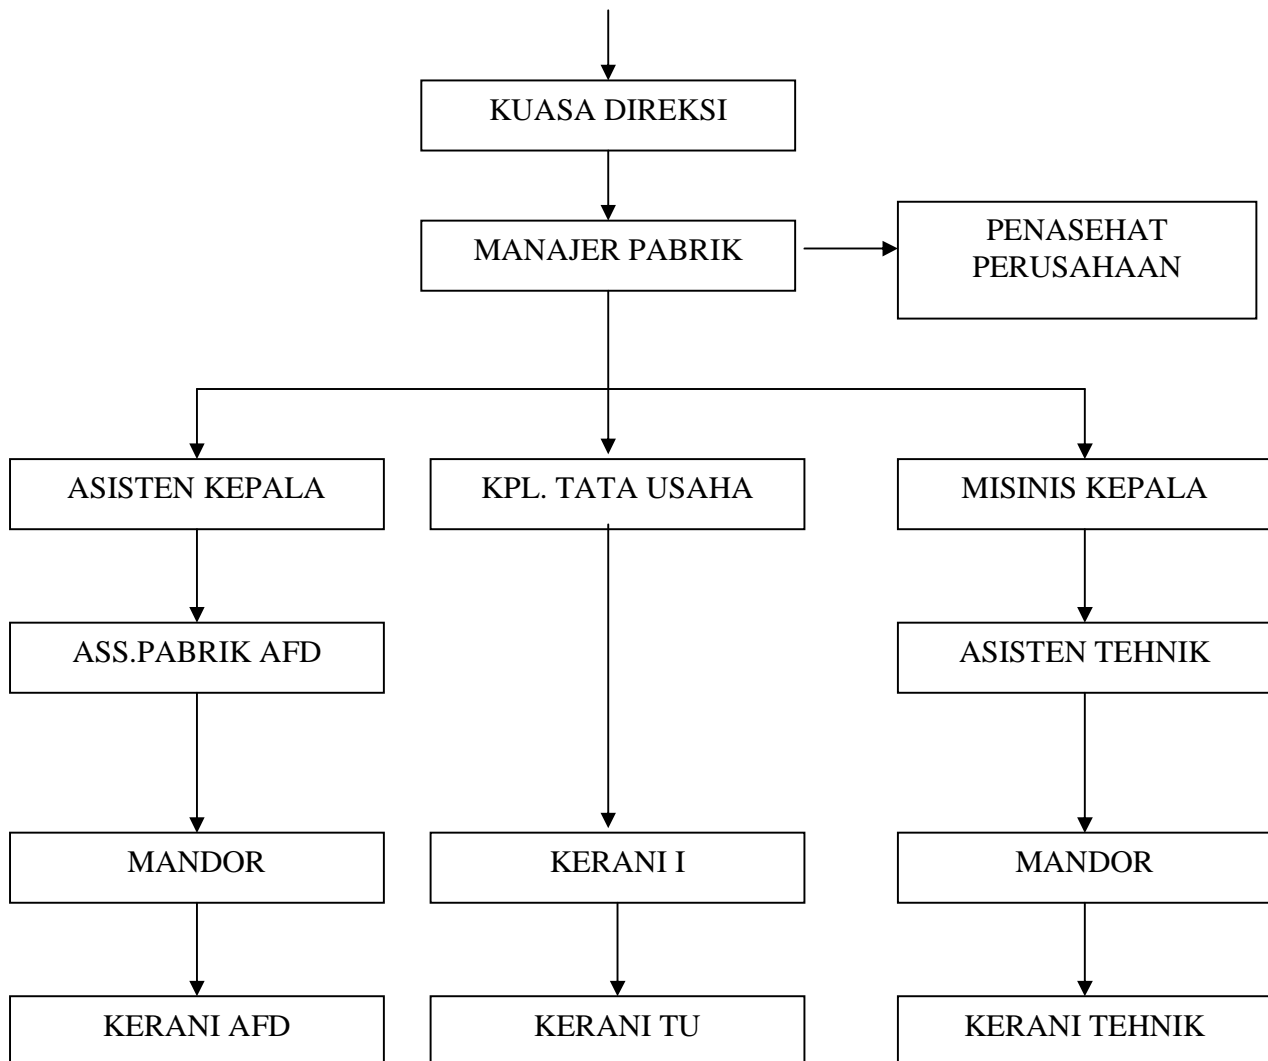 KUASA DIREKSI
MANAJER PABRIK
PENASEHAT
PERUSAHAAN
ASISTEN KEPALA
KPL. TATA USAHA
MISINIS KEPALA
ASS.PABRIK AFD
ASISTEN TEHNIK
MANDOR
KERANI I
MANDOR
KERANI AFD
KERANI TU
KERANI TEHNIK